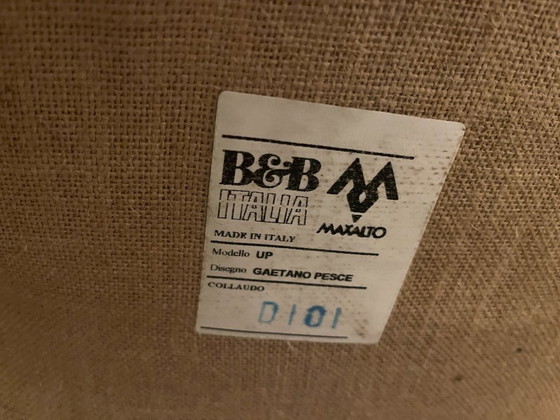 B&B
ITALIA
MAXALTO
MADE IN ITALY
Modello UP
Disegno GAETANO PESCE
COLLAUDO
D101